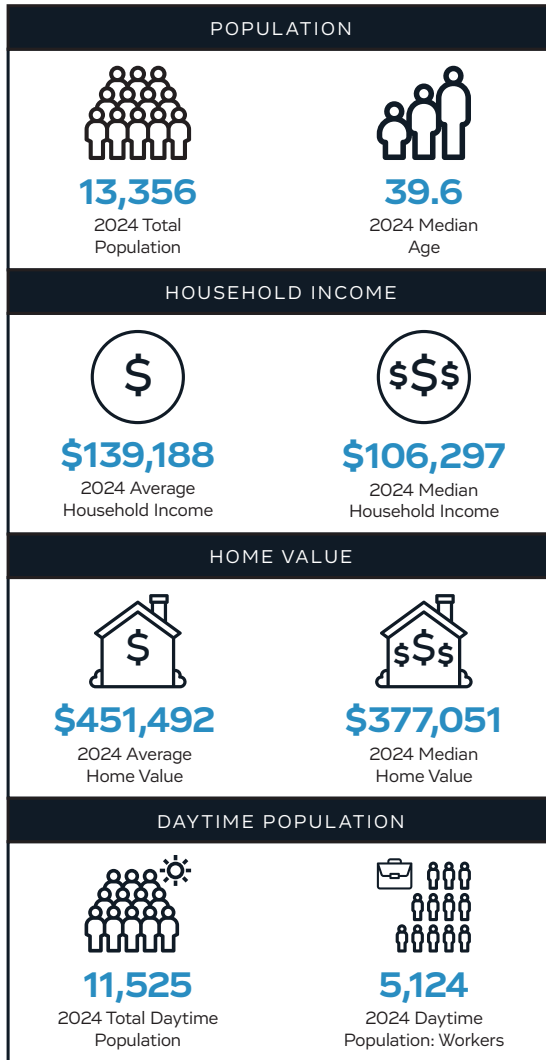 POPULATION
13,356
2024 Total
Population
39.6
2024 Median
Age
HOUSEHOLD INCOME
$
$139,188
2024 Average
Household Income
$$$
$106,297
2024 Median
Household Income
HOME VALUE
$
$451,492
2024 Average
Home Value
$$$
$377,051
2024 Median
Home Value
DAYTIME POPULATION
11,525
2024 Total Daytime
Population
5,124
2024 Daytime
Population: Workers